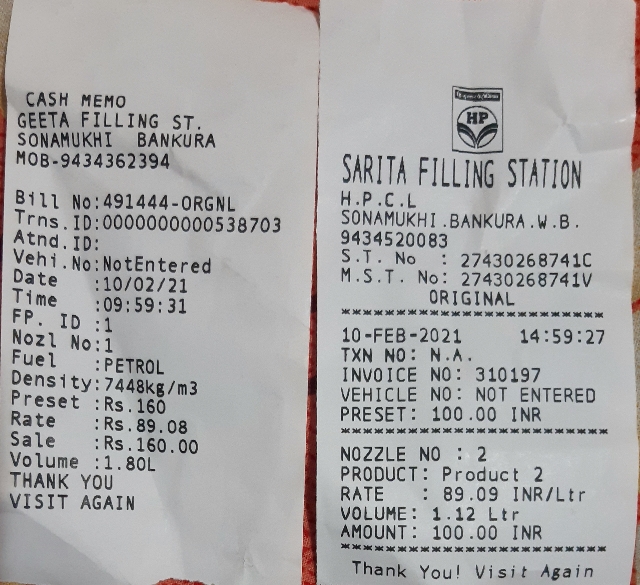 CASH MEMO
GEETA FILLING ST.
SONAMUKHI BANKURA
MOB-9434362394
Bill No:491444-ORGNL
Trns.ID:0000000000538703
Atnd.ID:
Vehi.No:NotEntered
Date :10/02/21
Time :09:59:31
FP. ID :1
Nozl No:1
Fuel :PETROL
Density:7448kg/m3
Preset :Rs.160
Rate :Rs.89.08
Sale :Rs.160.00
Volume :1.80L
THANK YOU
VISIT AGAIN
HP
SARITA FILLING STATION
H.P.C.L
SONAMUKHI.BANKURA.W.B.
9434520083
S.T. No : 27430268741C
M.S.T. No: 27430268741V
ORIGINAL
10-FEB-2021 14:59:27
TXN NO: N.A.
INVOICE NO: 310197
VEHICLE NO: NOT ENTERED
PRESET: 100.00 INR
NOZZLE NO : 2
PRODUCT: Product 2
RATE : 89.09 INR/Ltr
VOLUME: 1.12 Ltr
AMOUNT: 100.00 INR
Thank You! Visit Again